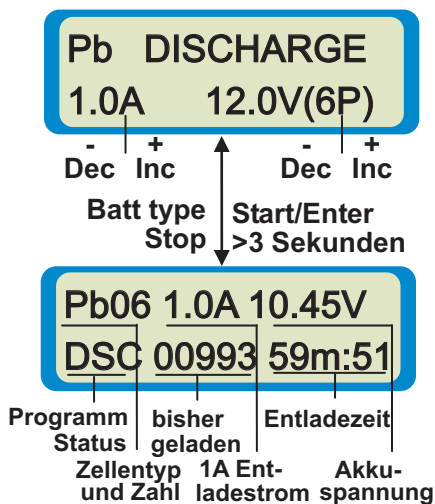 Pb DISCHARGE
1.0A 12.0V(6P)
- + - +
Dec Inc Dec Inc
Batt type Start/Enter
Stop >3 Sekunden
Pb06 1.0A 10.45V
DSC 00993 59m:51
Programm bisher Entladezeit
Status geladen
Zellentyp 1A Ent- Akku-
und Zahl ladestrom spannung